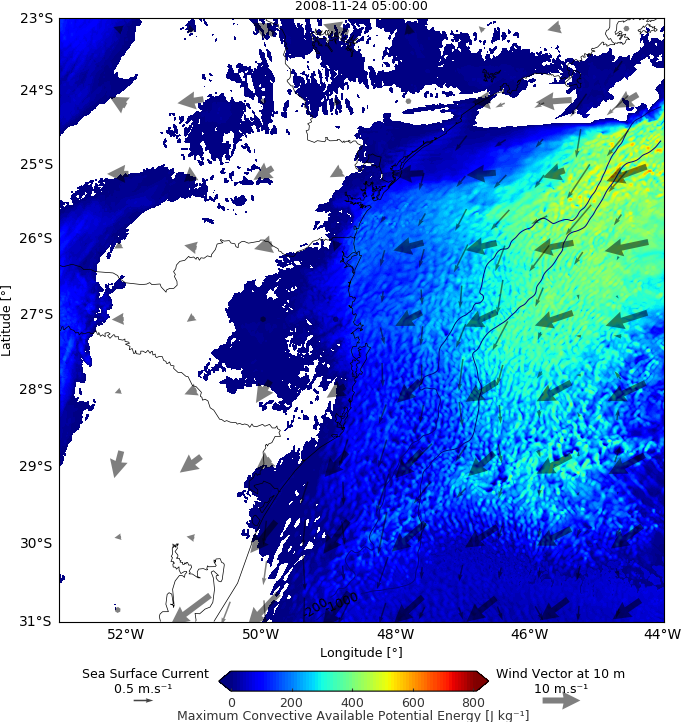 2008-11-24 05:00:00
23°S
24°S
25°S
26°S
27°S
28°S
29°S
30°S
31°S
Latitude [°]
1000
52°W 50°W 48°W 46°W 44°W
Longitude [°]
Sea Surface Current
0.5 m.s⁻¹
Wind Vector at 10 m
10 m.s⁻¹
0 200 400 600 800
Maximum Convective Available Potential Energy [J kg⁻¹]